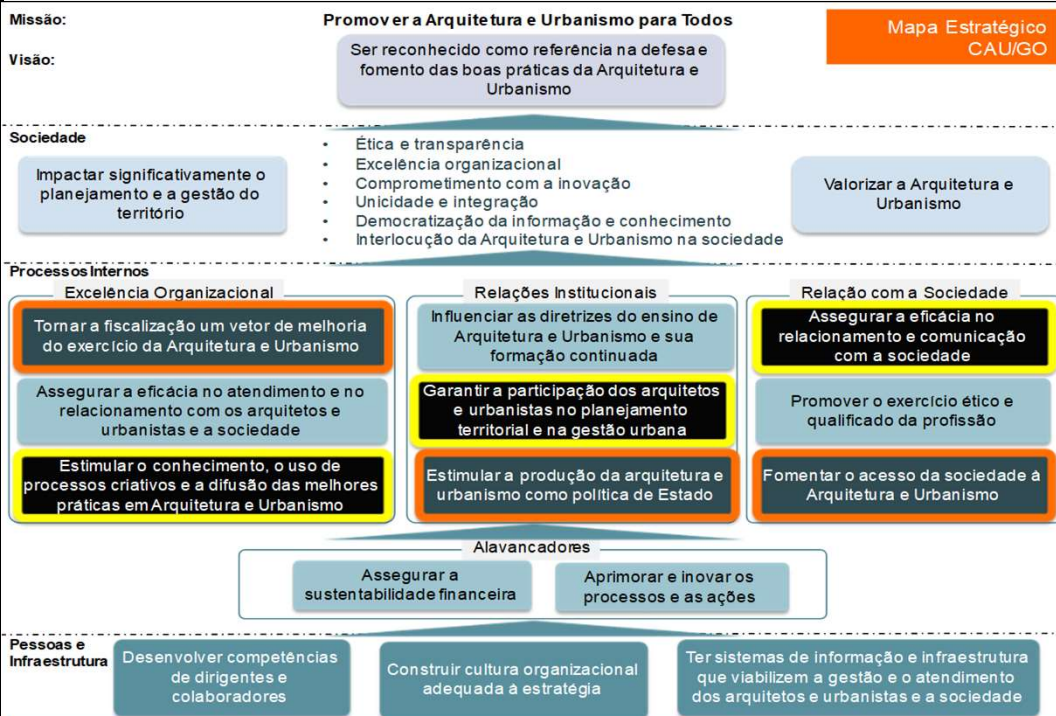 Missão:
Promover a Arquitetura e Urbanismo para Todos
Mapa Estratégico
CAU/GO
Visão:
Ser reconhecido como referência na defesa e
fomento das boas práticas da Arquitetura e
Urbanismo
Sociedade
Impactar significativamente o
planejamento e a gestão do
território
• Ética e transparência
• Excelência organizacional
• Comprometimento com a inovação
• Unicidade e integração
• Democratização da informação e conhecimento
• Interlocução da Arquitetura e Urbanismo na sociedade
Valorizar a Arquitetura e
Urbanismo
Processos Internos
Excelência Organizacional
Tornar a fiscalização um vetor de melhoria
do exercício da Arquitetura e Urbanismo
Assegurar a eficácia no atendimento e no
relacionamento com os arquitetos e
urbanistas e a sociedade
Estimular o conhecimento, o uso de
processos criativos e a difusão das melhores
práticas em Arquitetura e Urbanismo
Relações Institucionais
Influenciar as diretrizes do ensino de
Arquitetura e Urbanismo e sua
formação continuada
Garantir a participação dos arquitetos
e urbanistas no planejamento
territorial e na gestão urbana
Estimular a produção da arquitetura e
urbanismo como política de Estado
Relação com a Sociedade
Assegurar a eficácia no
relacionamento e comunicação
com a sociedade
Promover o exercício ético e
qualificado da profissão
Fomentar o acesso da sociedade à
Arquitetura e Urbanismo
Alavancadores
Assegurar a
sustentabilidade financeira
Aprimorar e inovar os
processos e as ações
Pessoas e
Infraestrutura
Desenvolver competências
de dirigentes e
colaboradores
Construir cultura organizacional
adequada à estratégia
Ter sistemas de informação e infraestrutura
que viabilizem a gestão e o atendimento
dos arquitetos e urbanistas e a sociedade